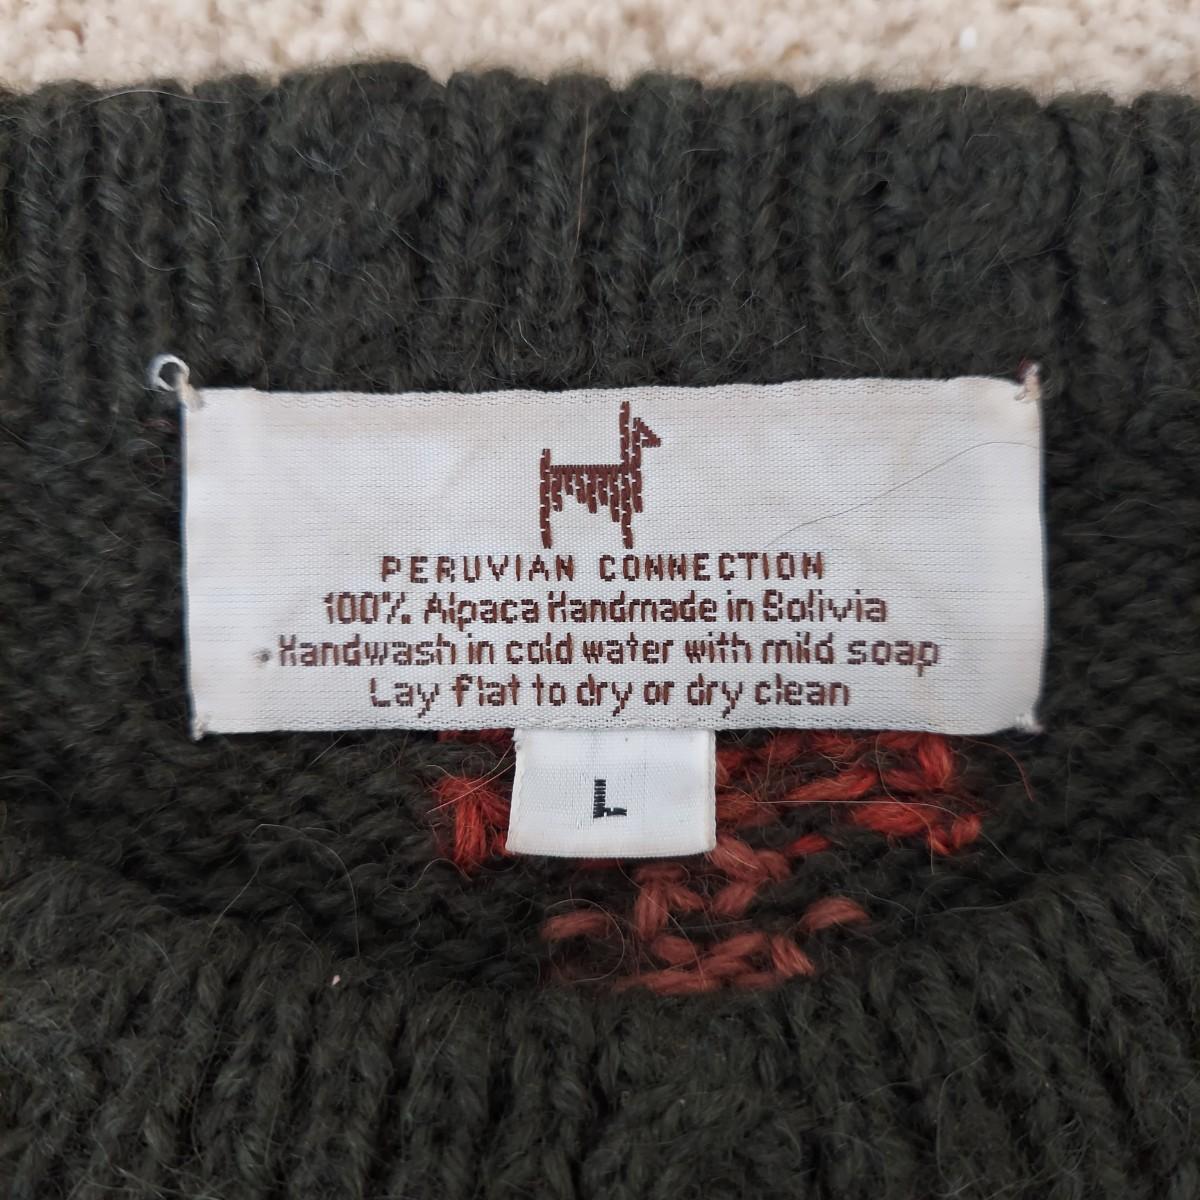 PERUVIAN CONNECTION
100% Alpaca Handmade in Bolivia
Handwash in cold water with mild soap
Lay flat to dry or dry clean
L